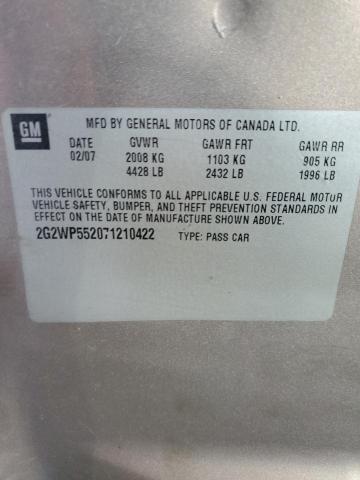 GM
MFD BY GENERAL MOTORS OF CANADA LTD.
DATE GVWR GAWR FRT GAWR RR
02/07 2008 KG 1103 KG 905 KG
4428 LB 2432 LB 1996 LB
THIS VEHICLE CONFORMS TO ALL APPLICABLE U.S. FEDERAL MOTOR
VEHICLE SAFETY, BUMPER, AND THEFT PREVENTION STANDARDS IN
EFFECT ON THE DATE OF MANUFACTURE SHOWN ABOVE.
2G2WP552071210422 TYPE: PASS CAR